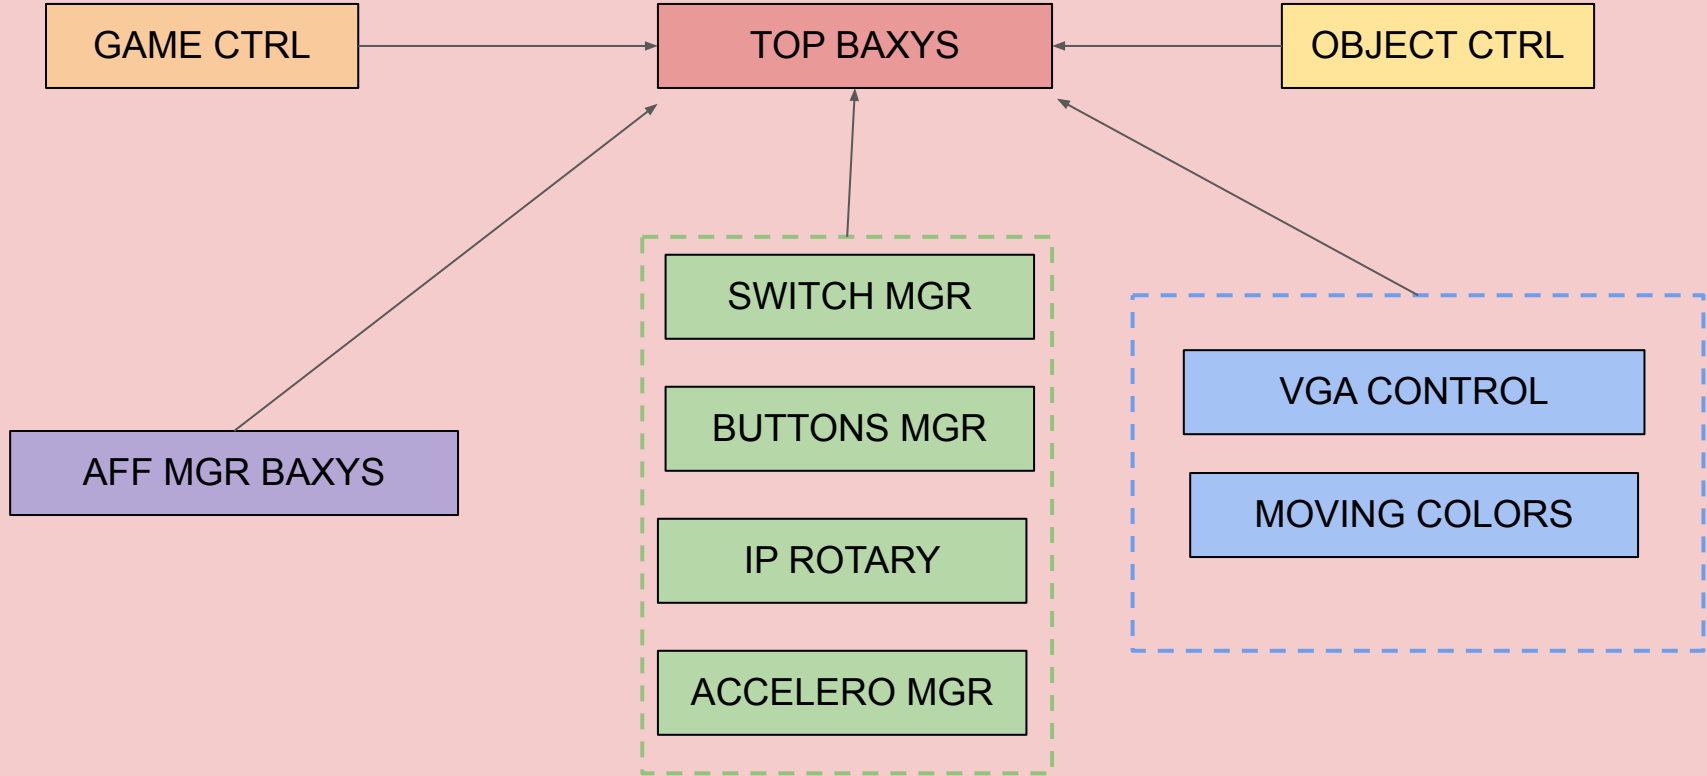 GAME CTRL
TOP BAXYS
OBJECT CTRL
SWITCH MGR
BUTTONS MGR
IP ROTARY
ACCELERO MGR
VGA CONTROL
MOVING COLORS
AFF MGR BAXYS